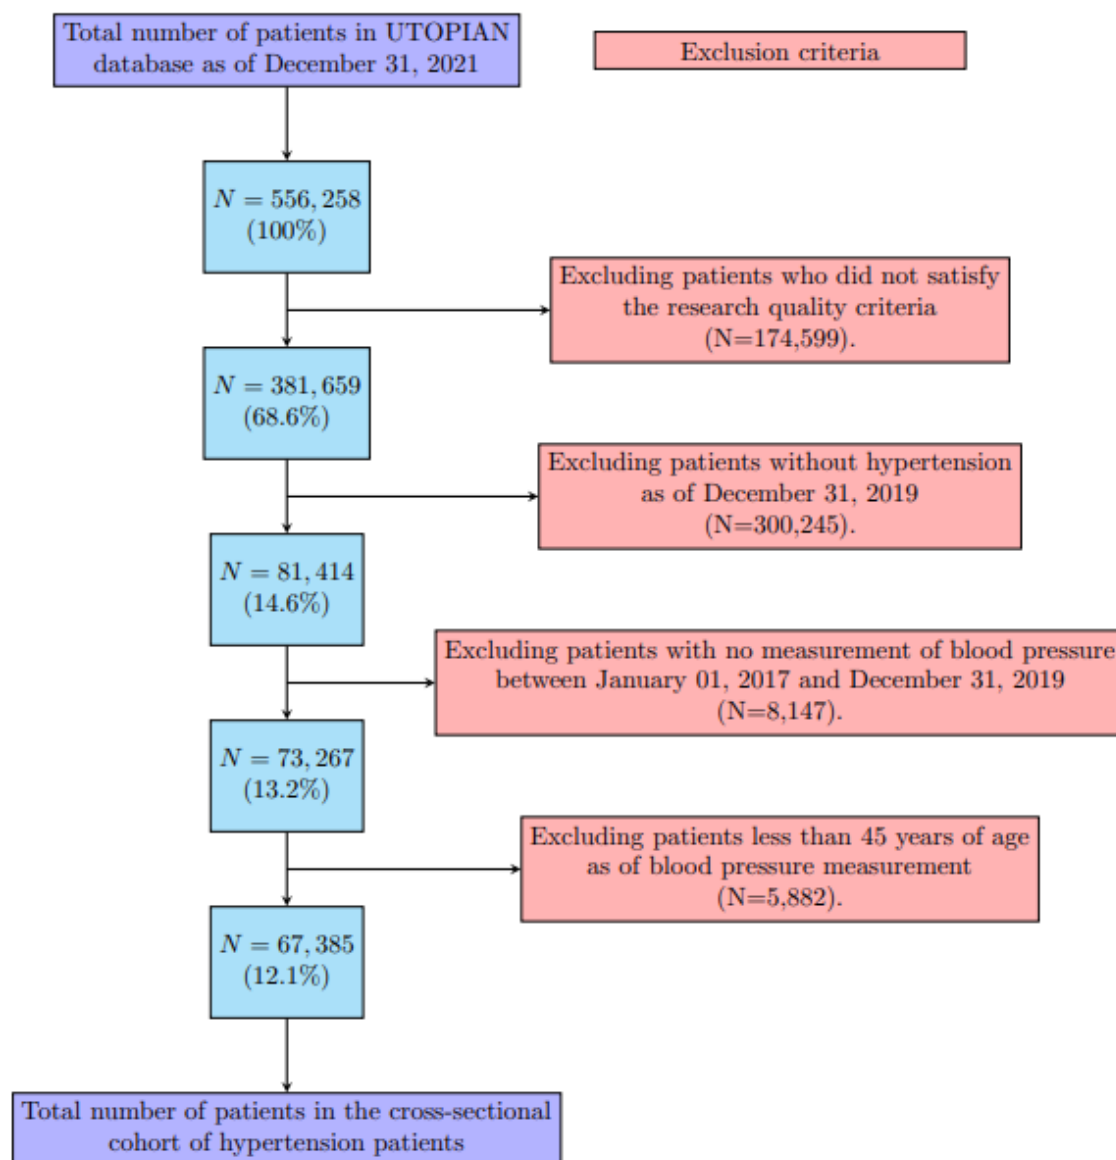 Total number of patients in UTOPIAN
database as of December 31, 2021
Exclusion criteria
N = 556, 258
(100%)
Excluding patients who did not satisfy
the research quality criteria
(N=174,599).
N = 381, 659
(68.6%)
Excluding patients without hypertension
as of December 31, 2019
(N=300,245).
N = 81, 414
(14.6%)
Excluding patients with no measurement of blood pressure
between January 01, 2017 and December 31, 2019
(N=8,147).
N = 73, 267
(13.2%)
Excluding patients less than 45 years of age
as of blood pressure measurement
(N=5,882).
N = 67, 385
(12.1%)
Total number of patients in the cross-sectional
cohort of hypertension patients